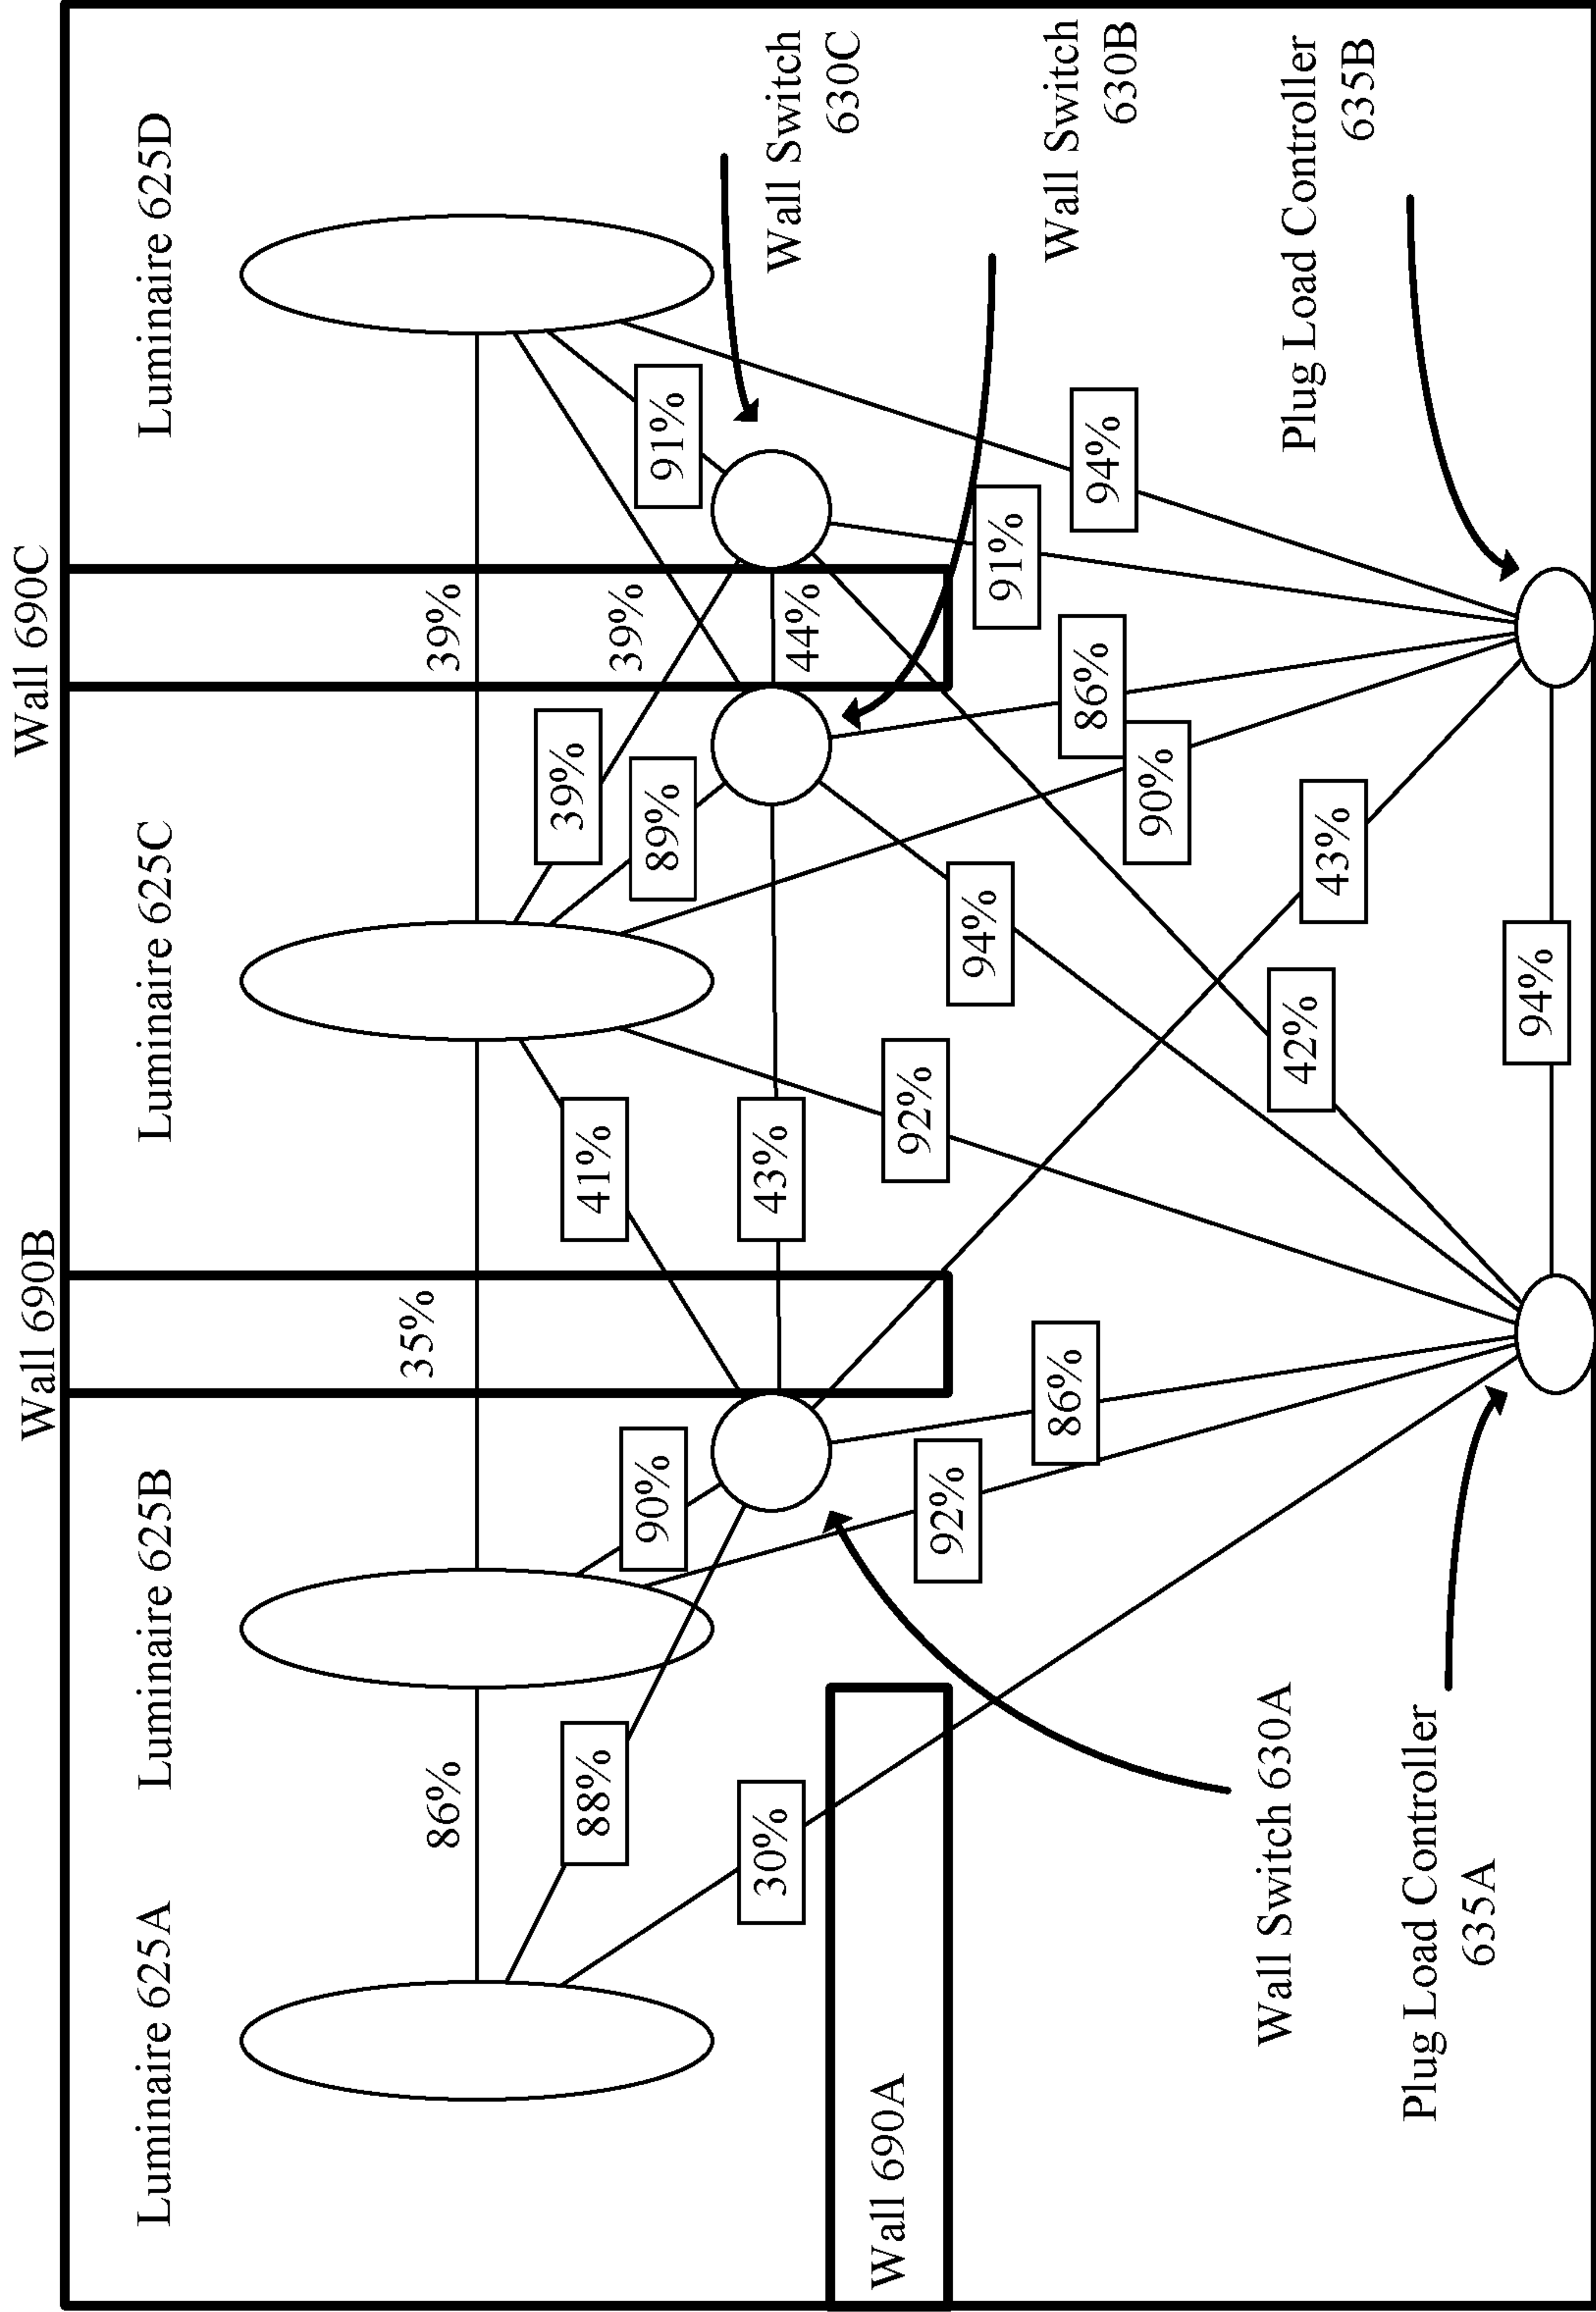 Wall 690B
Wall 690C
Luminaire 625A
Luminaire 625B
Luminaire 625C
Luminaire 625D
35%
39%
86%
39%
88%
90%
41%
39%
89%
39%
91%
30%
43%
44%
Wall Switch
630C
Wall 690A
92%
92%
94%
91%
86%
86%
94%
Wall Switch
630B
90%
Wall Switch 630A
42%
43%
Plug Load Controller
635B
Plug Load Controller
635A
94%